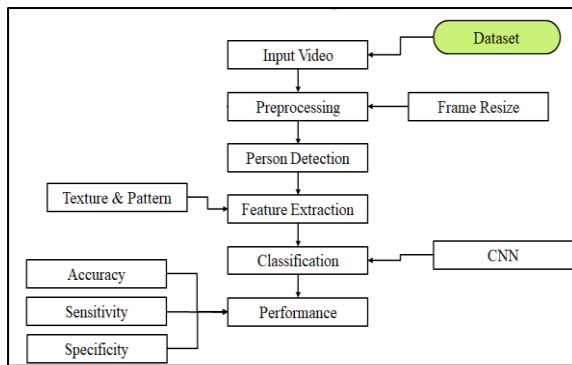 Dataset
Input Video
Preprocessing
Frame Resize
Person Detection
Texture & Pattern
Feature Extraction
Classification
CNN
Accuracy
Sensitivity
Performance
Specificity